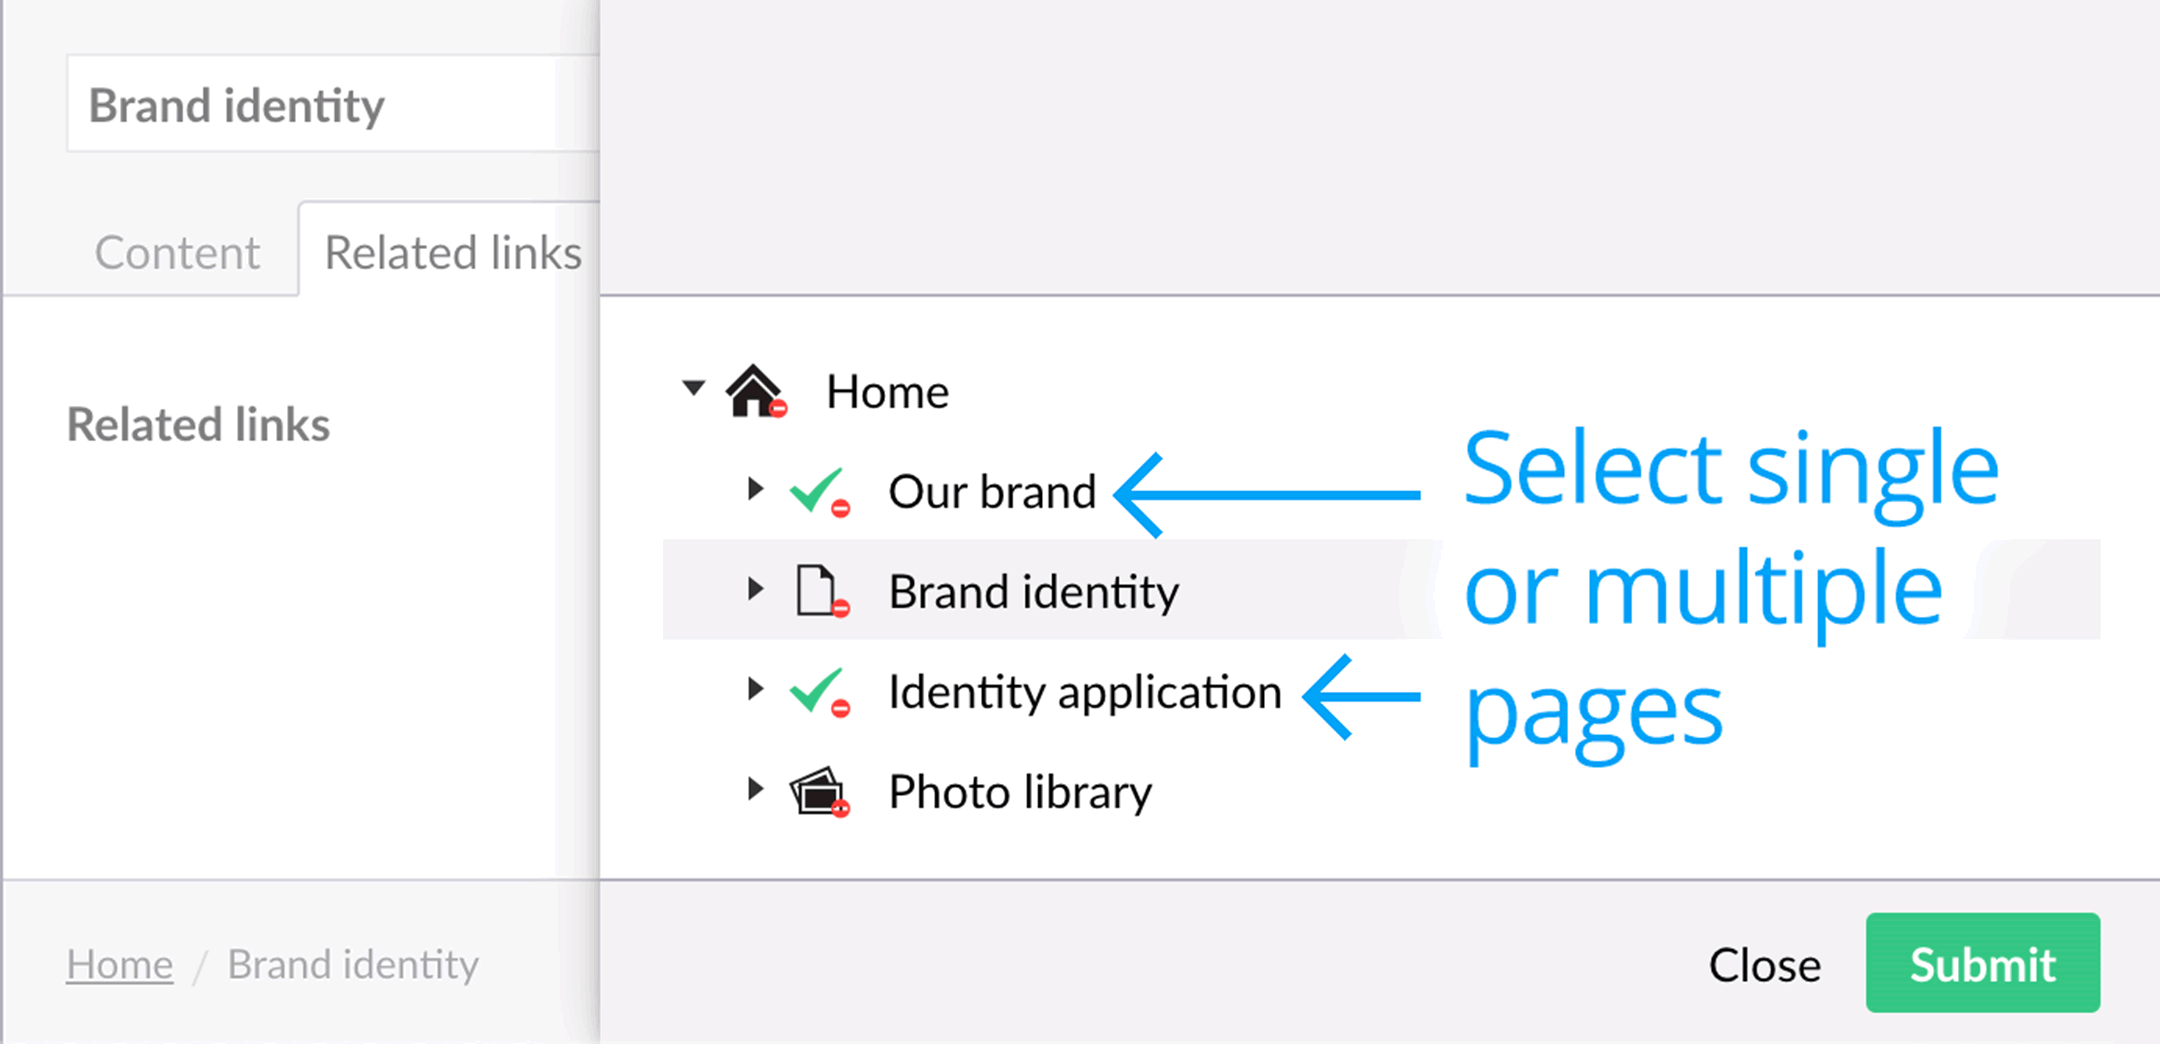 Brand identity
Content
Related links
Related links
Home / Brand identity
Home
Our brand
Brand identity
Identity application
Photo library
Select single
or multiple
pages
Close
Submit